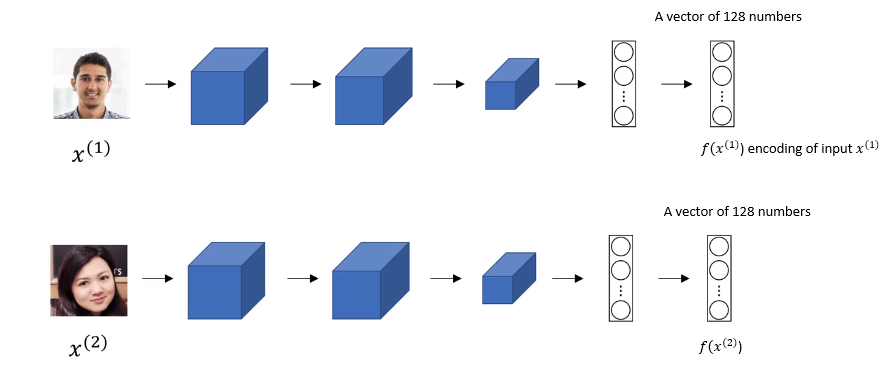 A vector of 128 numbers
x^(1)
f(x^(1)) encoding of input x^(1)
A vector of 128 numbers
rs
x^(2)
f(x^(2))